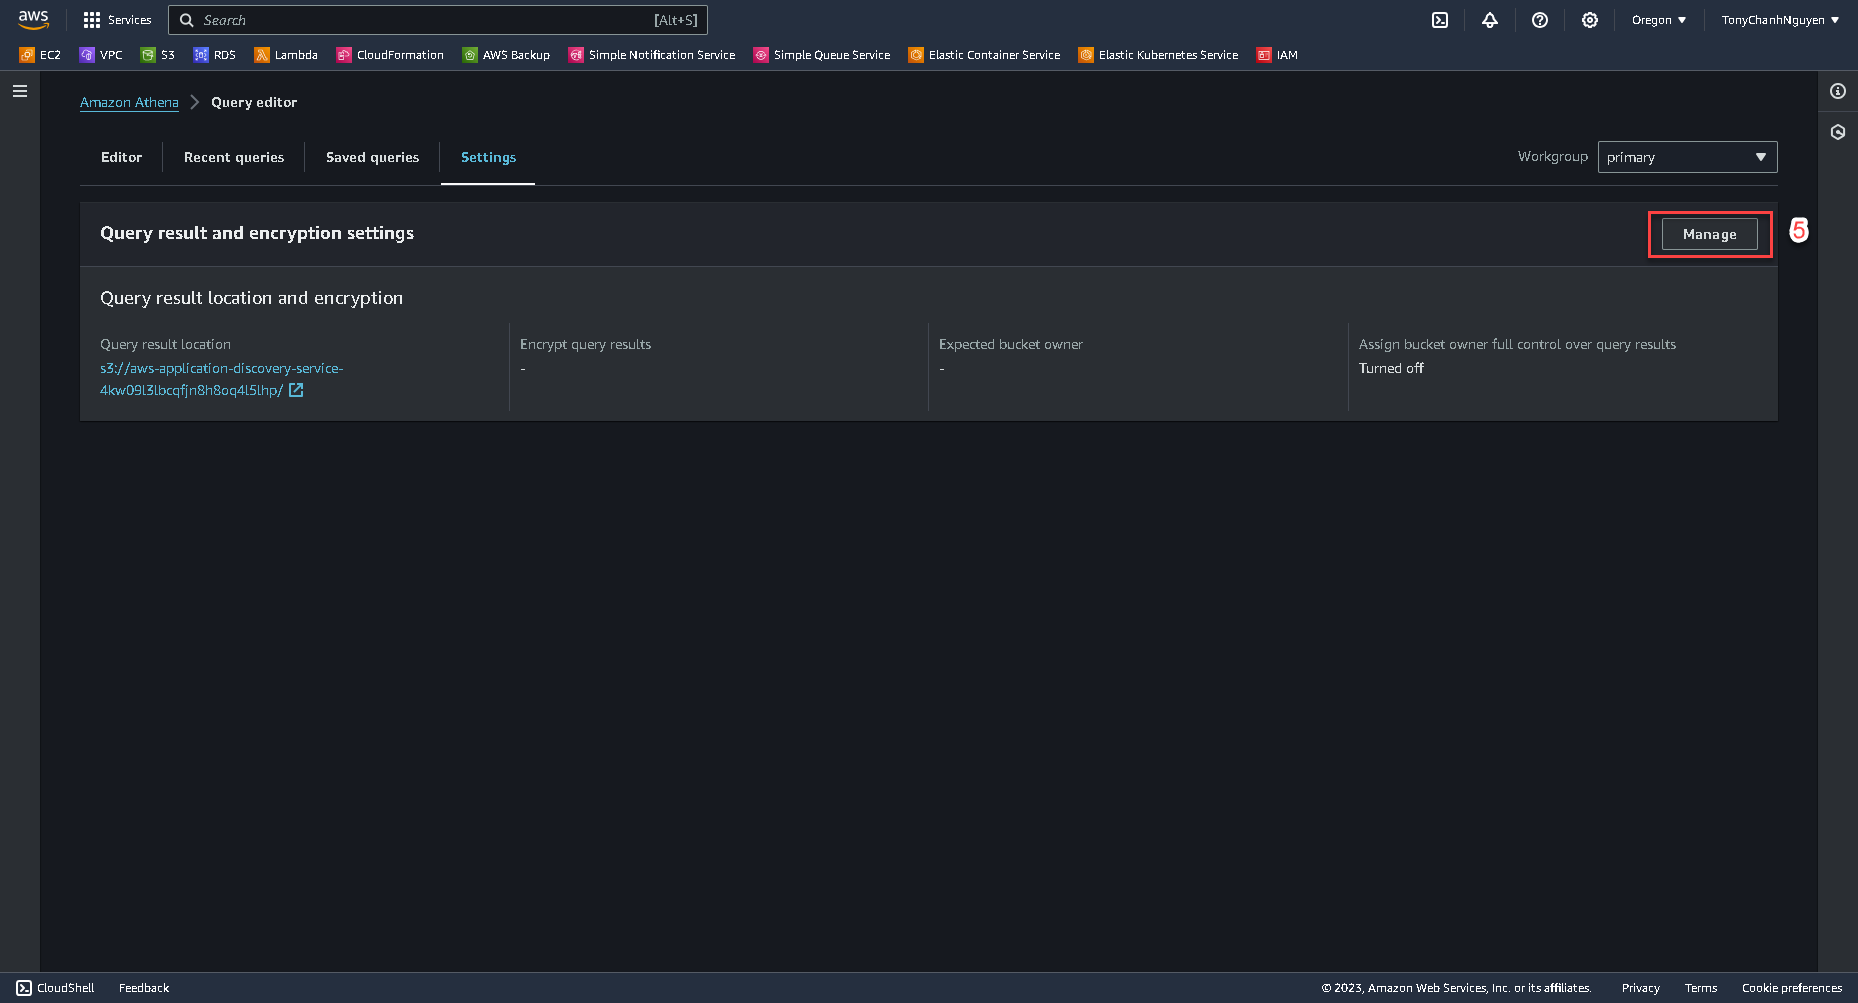 aws
Services
Search
[Alt+S]
Oregon
TonyChanhNguyen
EC2
VPC
S3
RDS
Lambda
CloudFormation
AWS Backup
Simple Notification Service
Simple Queue Service
Elastic Container Service
Elastic Kubernetes Service
IAM
Amazon Athena
Query editor
Editor
Recent queries
Saved queries
Settings
Workgroup
primary
Query result and encryption settings
Manage
5
Query result location and encryption
Query result location
s3://aws-application-discovery-service-
4kw09l3lbcqfjn8h8oq4l5lhp/
Encrypt query results
-
Expected bucket owner
-
Assign bucket owner full control over query results
Turned off
CloudShell
Feedback
© 2023, Amazon Web Services, Inc. or its affiliates.
Privacy
Terms
Cookie preferences